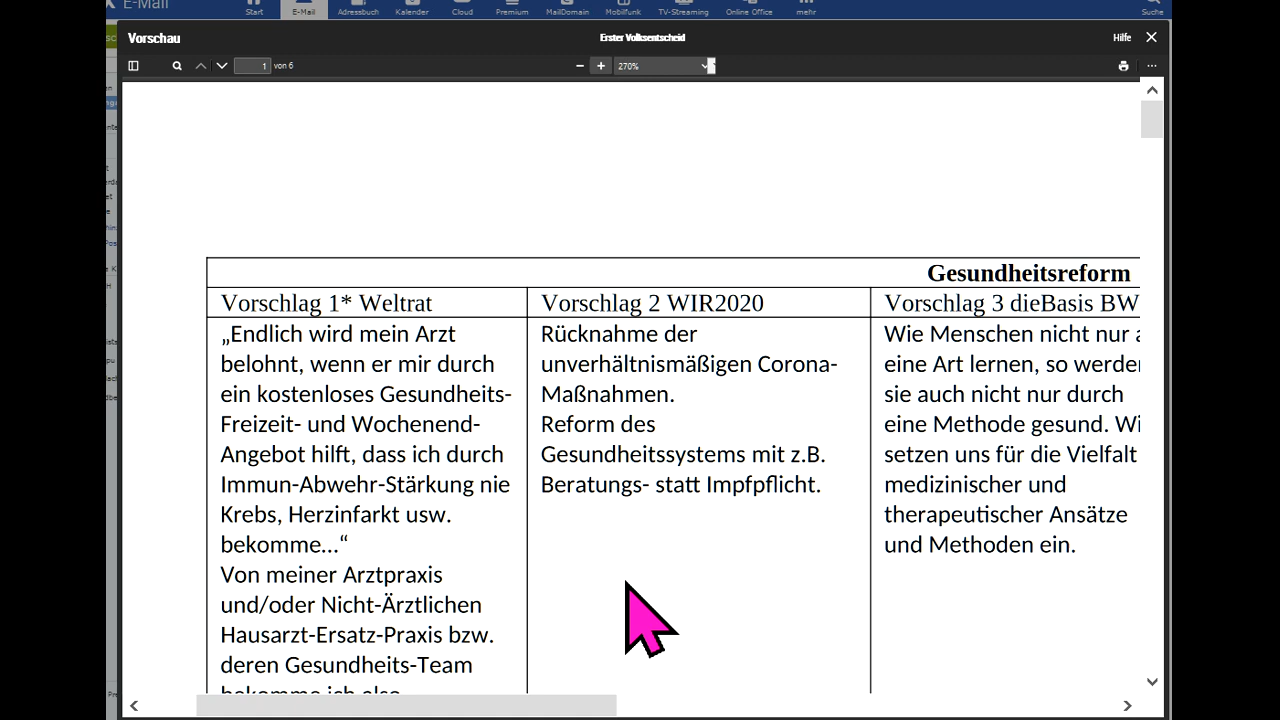 E-Mail
Start E-Mail Adressbuch Kalender Cloud Premium MailDomain Mobilfunk TV-Streaming Online Office mehr Suche
Vorschau Erster Volksentscheid Hilfe
1 von 6 270%
Gesundheitsreform
Vorschlag 1* Weltrat
„Endlich wird mein Arzt
belohnt, wenn er mir durch
ein kostenloses Gesundheits-
Freizeit- und Wochenend-
Angebot hilft, dass ich durch
Immun-Abwehr-Stärkung nie
Krebs, Herzinfarkt usw.
bekomme...“
Von meiner Arztpraxis
und/oder Nicht-Ärztlichen
Hausarzt-Ersatz-Praxis bzw.
deren Gesundheits-Team
bekomme ich also
Vorschlag 2 WIR2020
Rücknahme der
unverhältnismäßigen Corona-
Maßnahmen.
Reform des
Gesundheitssystems mit z.B.
Beratungs- statt Impfpflicht.
Vorschlag 3 dieBasis BW
Wie Menschen nicht nur a
eine Art lernen, so werde
sie auch nicht nur durch
eine Methode gesund. Wi
setzen uns für die Vielfalt
medizinischer und
therapeutischer Ansätze
und Methoden ein.